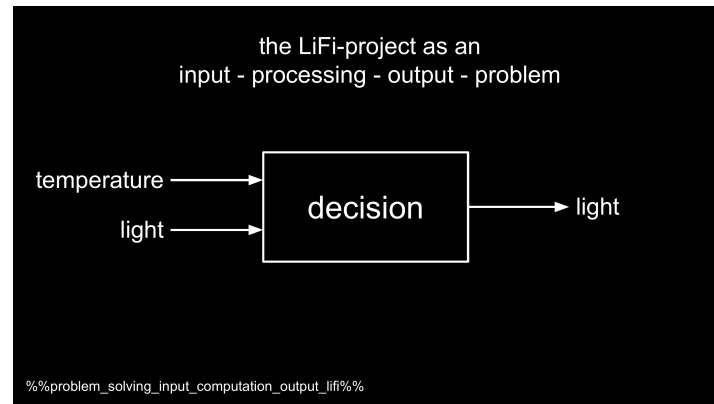 the LiFi-project as an
input - processing - output - problem
temperature
light
decision
light
%%problem_solving_input_computation_output_lifi%%